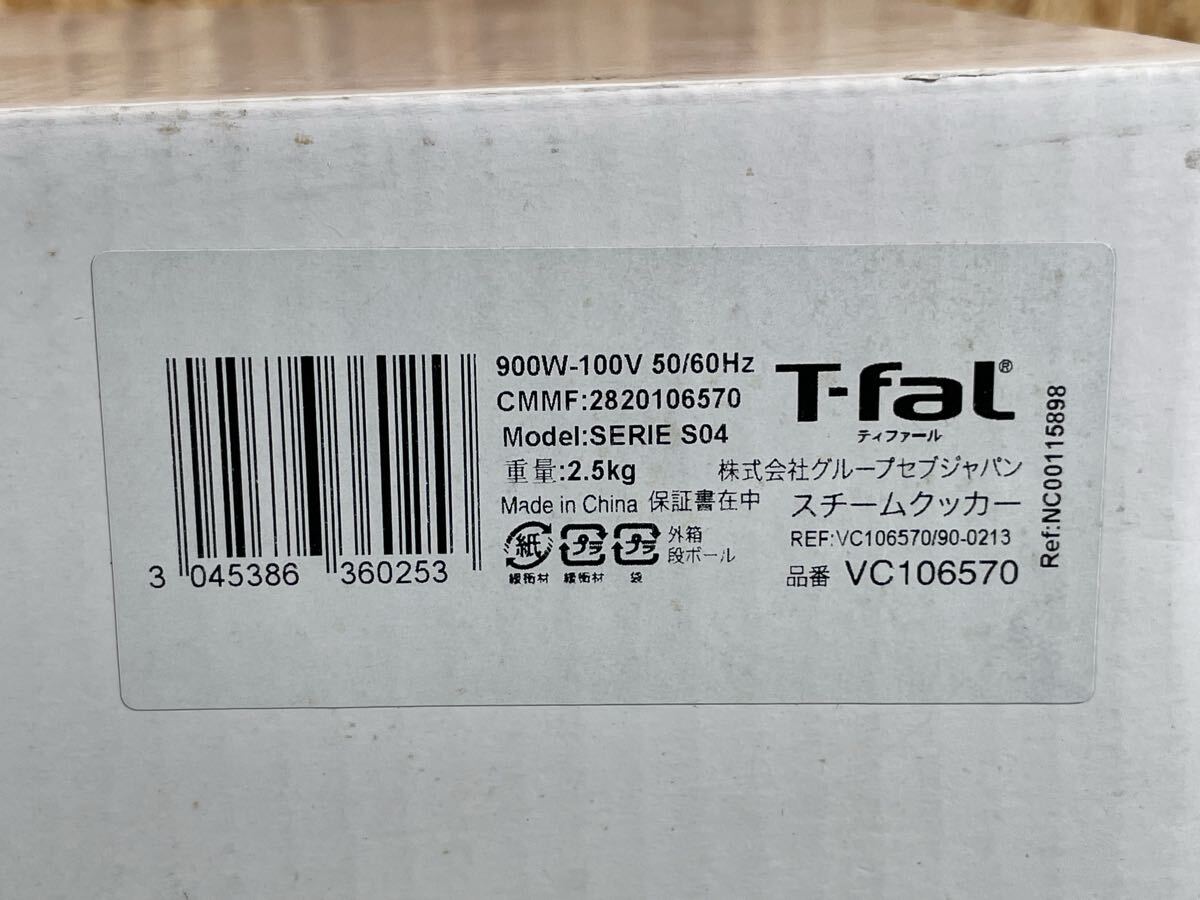 900W-100V 50/60Hz
CMMF:2820106570
Model:SERIE S04
重量:2.5kg
Made in China 保証書在中
紙
緩衝材
プラ
緩衝材
プラ
袋
外箱
段ボール
T-fal®
ティファール
株式会社グループセブジャパン
スチームクッカー
REF:VC106570/90-0213
品番 VC106570
Ref:NC00115898
3 045386 360253